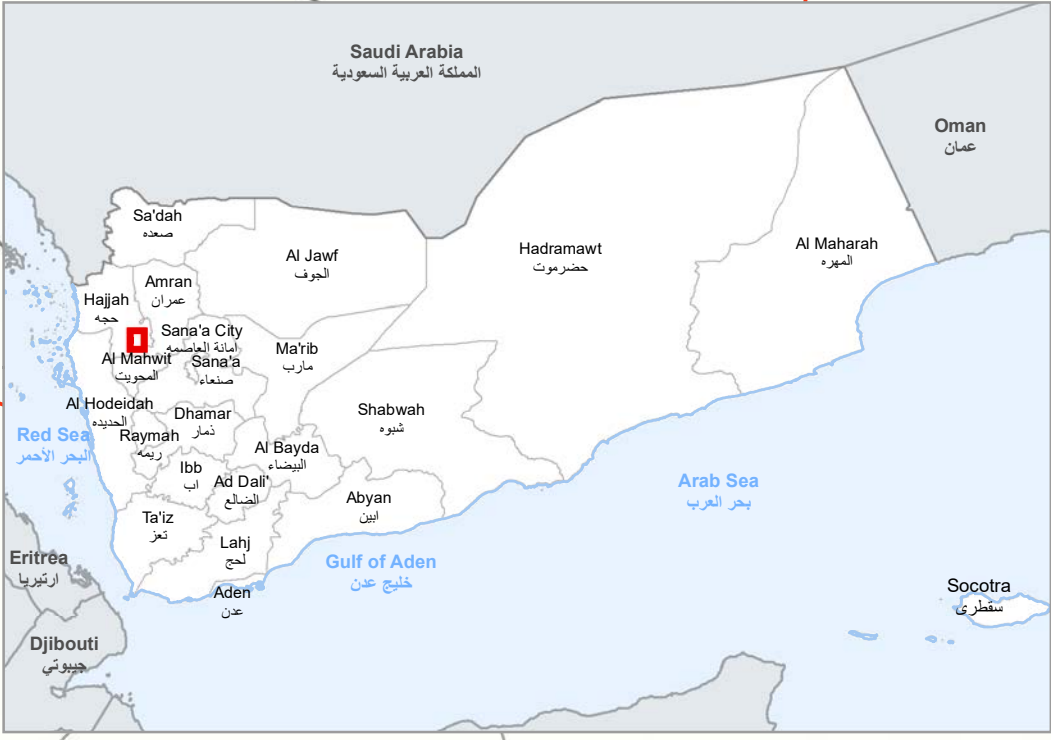 Saudi Arabia
المملكة العربية السعودية
Oman
عمان
Sa'dah
صعده
Al Jawf
الجوف
Hadramawt
حضرموت
Al Maharah
المهره
Amran
عمران
Hajjah
حجه
Sana'a City
امانة العاصمه
Al Mahwit
المحويت
Sana'a
صنعاء
Ma'rib
مارب
Al Hodeidah
الحديده
Dhamar
ذمار
Shabwah
شبوه
Red Sea
البحر الأحمر
Raymah
ريمه
Al Bayda
البيضاء
Ibb
اب
Ad Dali'
الضالع
Abyan
ابين
Arab Sea
بحر العرب
Ta'iz
تعز
Lahj
لحج
Eritrea
ارتيريا
Gulf of Aden
خليج عدن
Aden
عدن
Socotra
سقطرى
Djibouti
جيبوتي